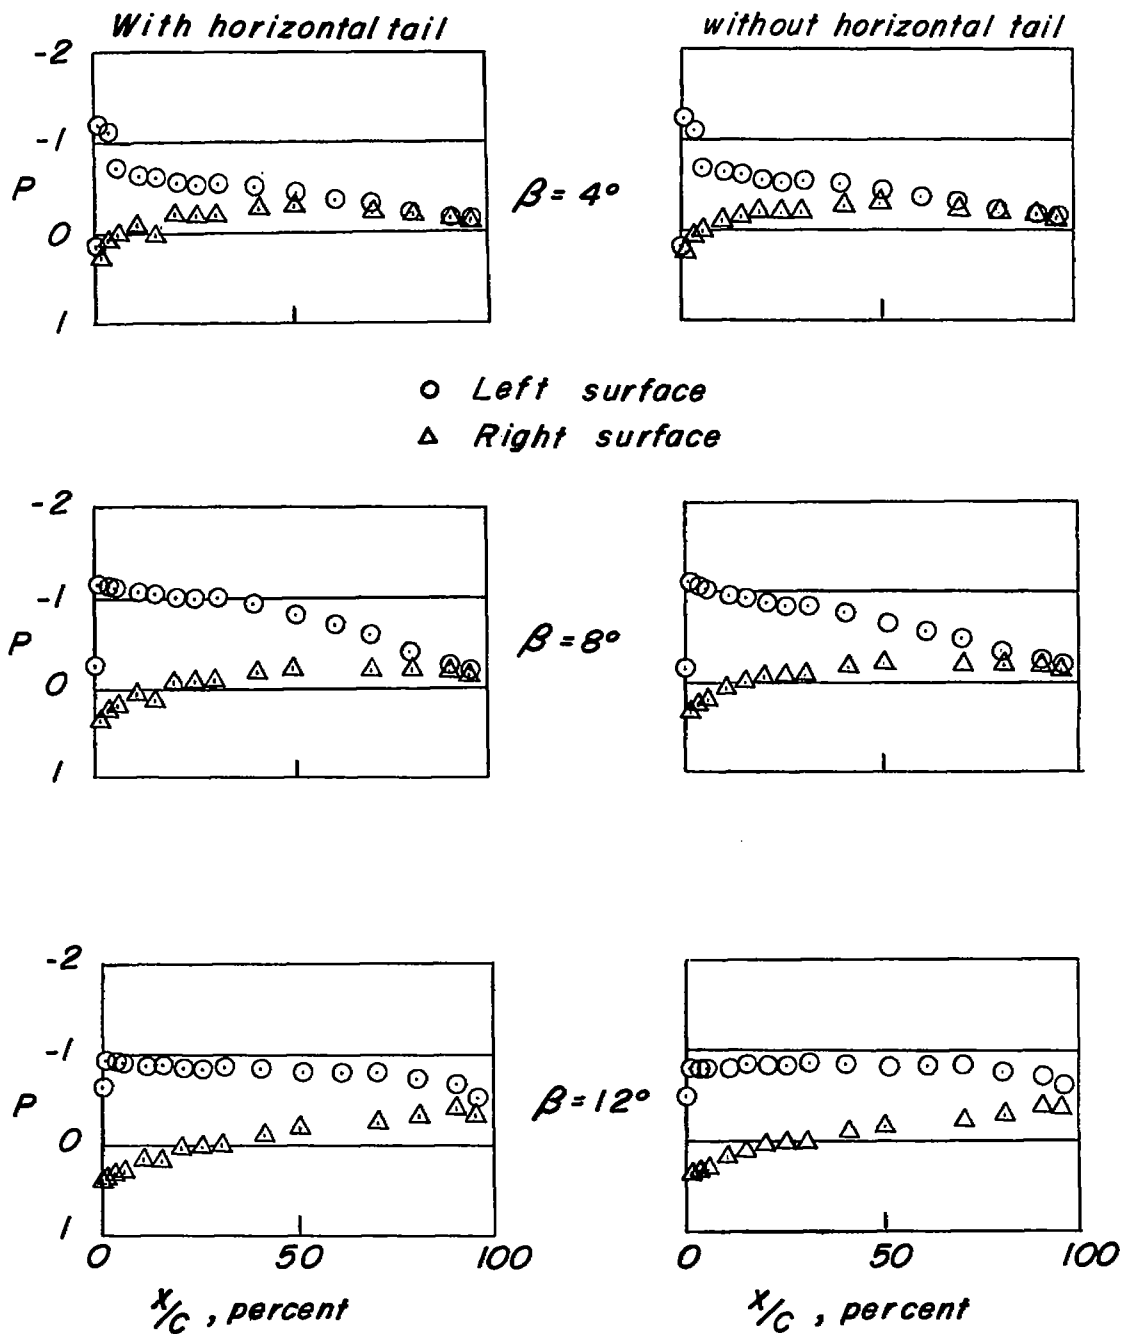 With horizontal tail
without horizontal tail
-2
-1
P
0
1
β = 4°
Left surface
Right surface
-2
-1
P
0
1
β = 8°
-2
-1
P
0
1
β = 12°
0 50 100
0 50 100
x/c , percent
x/c , percent